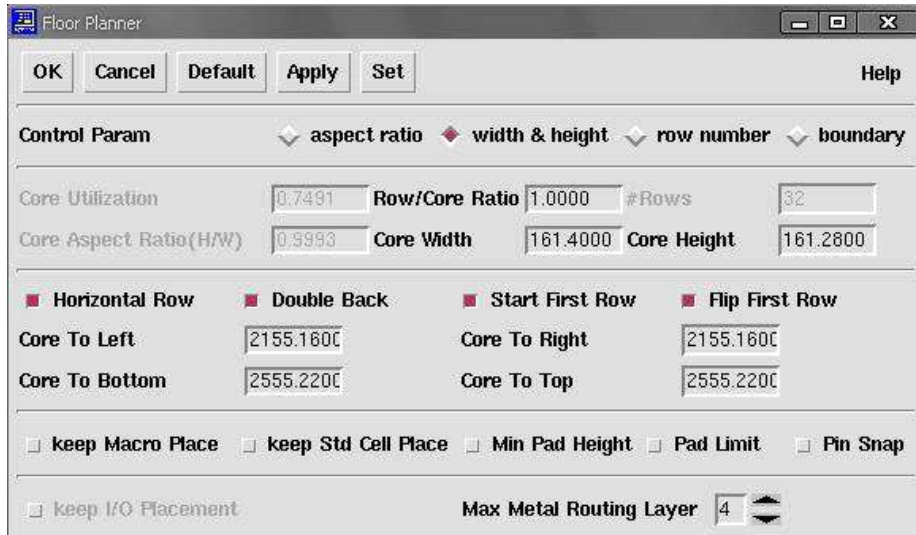 Floor Planner
OK Cancel Default Apply Set Help
Control Param aspect ratio width & height row number boundary
Core Utilization 0.7491 Row/Core Ratio 1.0000 #Rows 32
Core Aspect Ratio(H/W) 0.9993 Core Width 161.4000 Core Height 161.2800
Horizontal Row Double Back Start First Row Flip First Row
Core To Left 2155.1600 Core To Right 2155.1600
Core To Bottom 2555.2200 Core To Top 2555.2200
keep Macro Place keep Std Cell Place Min Pad Height Pad Limit Pin Snap
keep I/O Placement Max Metal Routing Layer 4